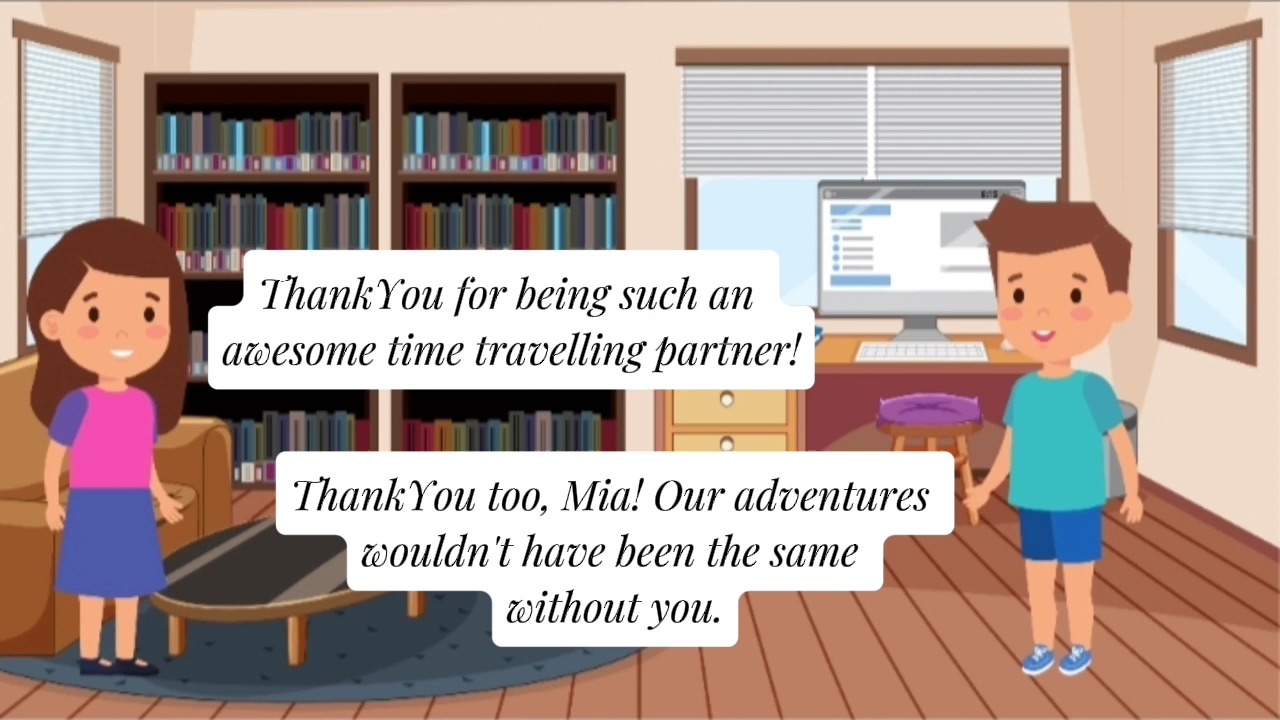 ThankYou for being such an
awesome time travelling partner!
ThankYou too, Mia! Our adventures
wouldn't have been the same
without you.